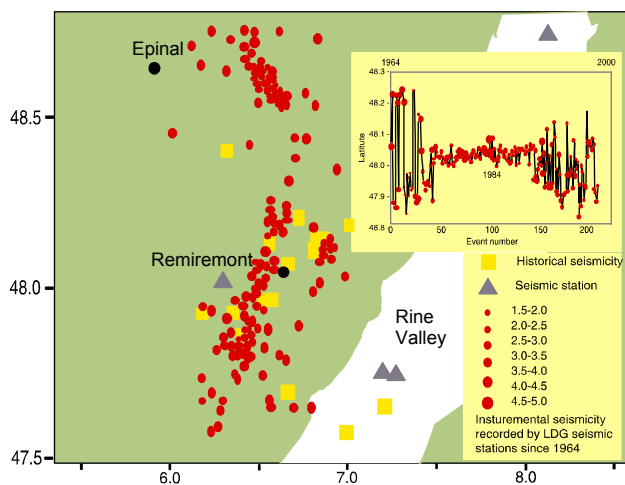 Epinal
Remiremont
Rine
Valley
48.5
48.0
47.5
6.0
6.5
7.0
8.0
1964
2000
48.3
48.2
48.1
48.0
47.9
47.8
Latitute
1984
0
50
100
150
200
Event number
Historical seismicity
Seismic station
1.5-2.0
2.0-2.5
2.5-3.0
3.0-3.5
3.5-4.0
4.0-4.5
4.5-5.0
Insturemental seismicity
recorded by LDG seismic
stations since 1964